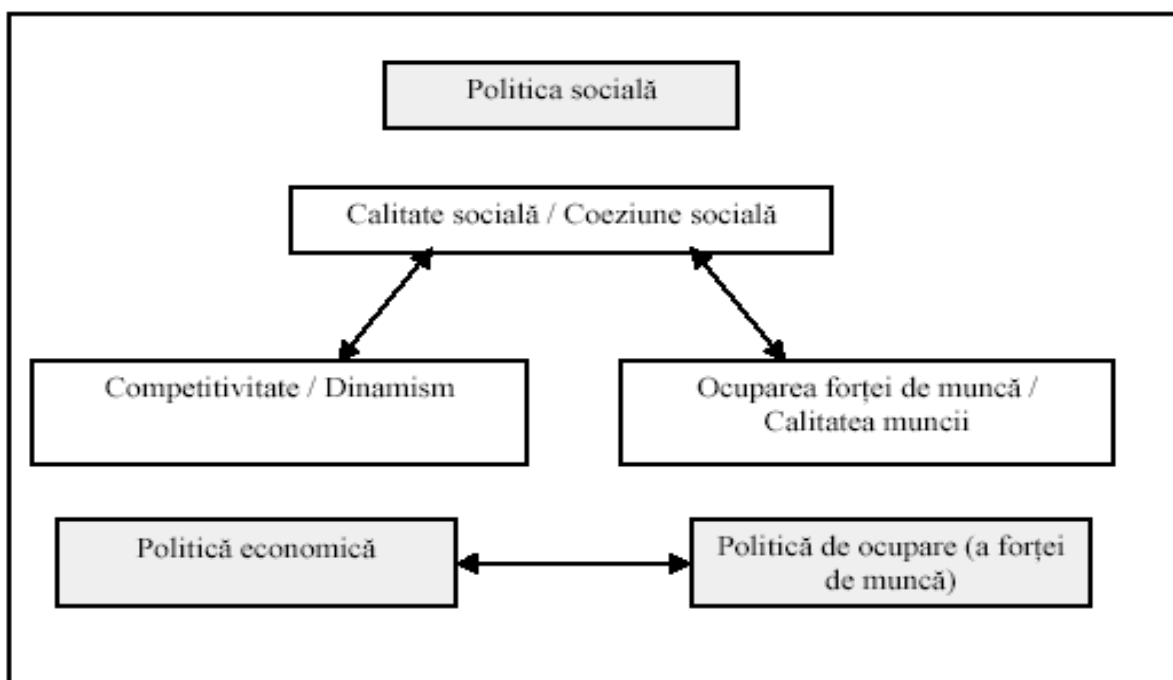 Politica socială
Calitate socială / Coeziune socială
Competitivitate / Dinamism
Ocuparea forței de muncă /
Calitatea muncii
Politică economică
Politică de ocupare (a forței
de muncă)